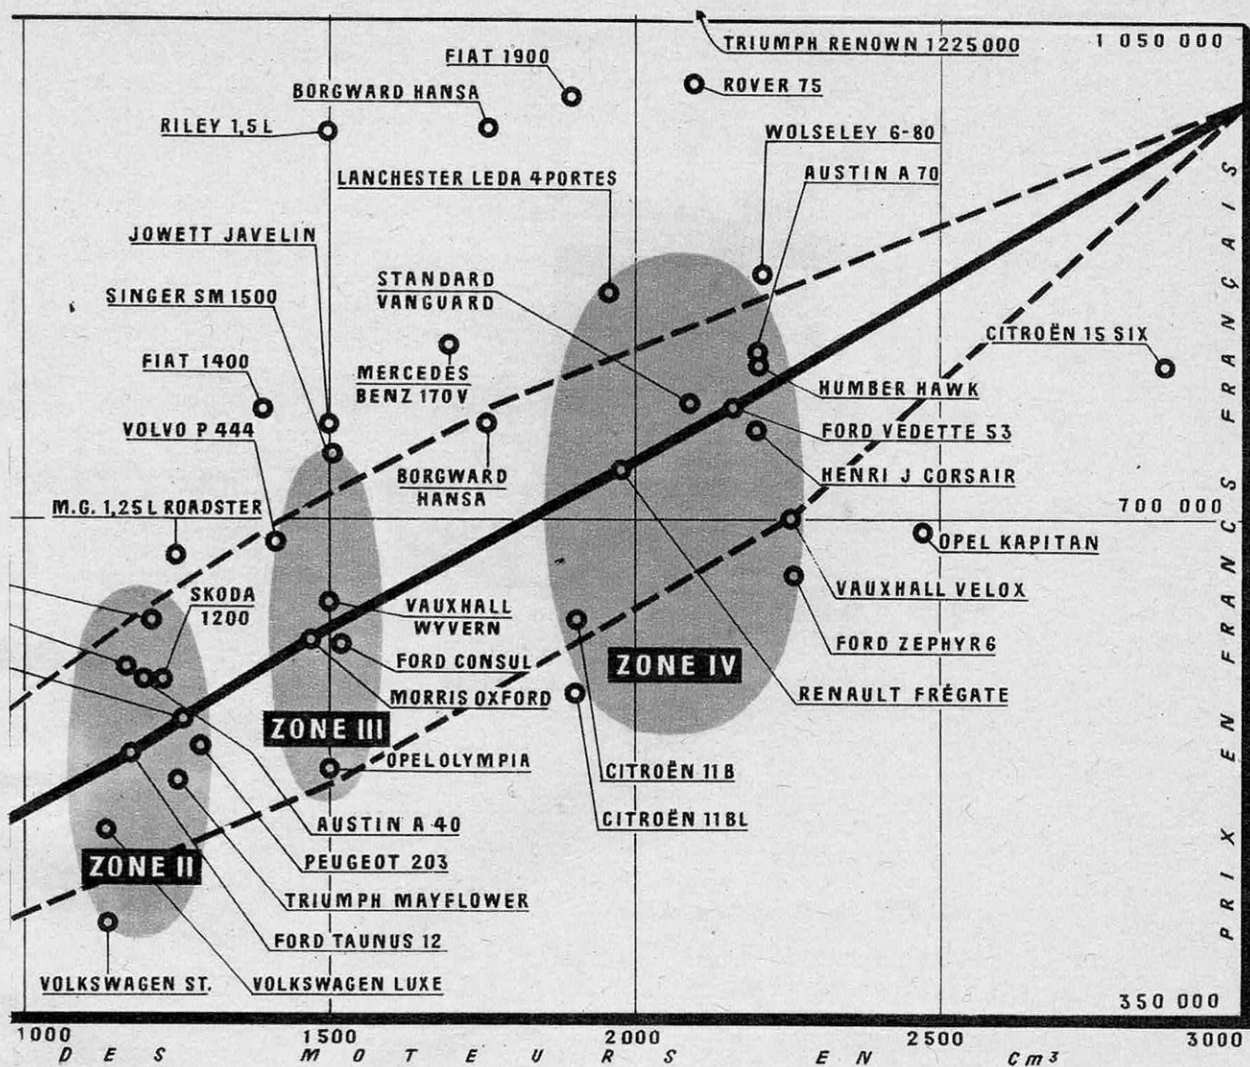 TRIUMPH RENOWN 1225000
1 050 000
FIAT 1900
ROVER 75
BORGWARD HANSA
RILEY 1,5 L
WOLSELEY 6-80
LANCHESTER LEDA 4 PORTES
AUSTIN A 70
JOWETT JAVELIN
STANDARD
VANGUARD
SINGER SM 1500
CITROËN 15 SIX
FIAT 1400
MERCEDES
BENZ 170 V
HUMBER HAWK
VOLVO P 444
FORD VEDETTE 53
BORGWARD
HANSA
HENRI J CORSAIR
M.G. 1,25 L ROADSTER
700 000
OPEL KAPITAN
SKODA
1200
VAUXHALL
WYVERN
VAUXHALL VELOX
FORD CONSUL
ZONE IV
FORD ZEPHYR 6
MORRIS OXFORD
RENAULT FRÉGATE
ZONE III
OPEL OLYMPIA
CITROËN 11 B
AUSTIN A 40
CITROËN 11 BL
ZONE II
PEUGEOT 203
TRIUMPH MAYFLOWER
FORD TAUNUS 12
VOLKSWAGEN ST.
VOLKSWAGEN LUXE
350 000
PRIX EN FRANCS FRANÇAIS
1000
1500
2000
2500
3000
DES MOTEURS EN Cm³